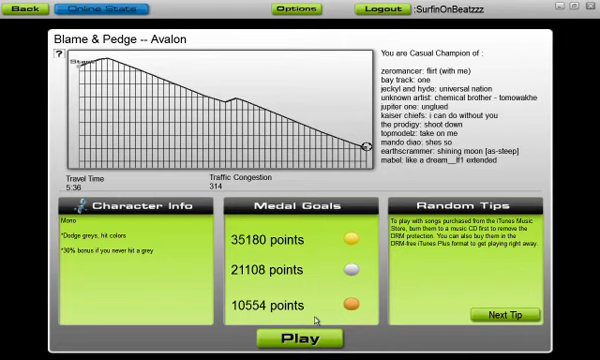 Back
Online Stats
Options
Logout
:SurfinOnBeatzzz
Blame & Pedge -- Avalon
?
Start
You are Casual Champion of :
zeromancer: flirt (with me)
bay track: one
jeckyl and hyde: universal nation
unknown artist: chemical brother - tomowakhe
jupiter one: unglued
kaiser chiefs: i can do without you
the prodigy: shoot down
topmodelz: take on me
mando diao: shes so
earthscrammer: shining moon [as-steep]
mabel: like a dream__lf1 extended
Travel Time
5:36
Traffic Congestion
314
Character Info
Mono
*Dodge greys, hit colors
*30% bonus if you never hit a grey
Medal Goals
35180 points
21108 points
10554 points
Random Tips
To play with songs purchased from the iTunes Music
Store, burn them to a music CD first to remove the
DRM protection. You can also buy them in the
DRM-free iTunes Plus format to get playing right away.
Next Tip
Play